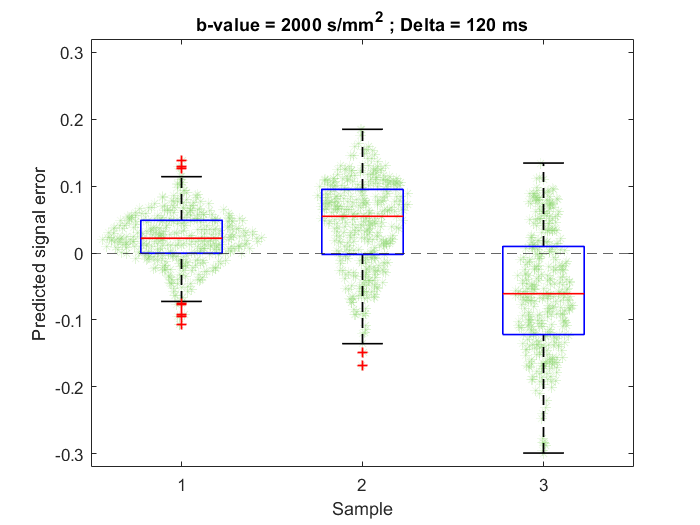 b-value = 2000 s/mm² ; Delta = 120 ms
0.3
0.2
0.1
0
-0.1
-0.2
-0.3
Predicted signal error
1 2 3
Sample